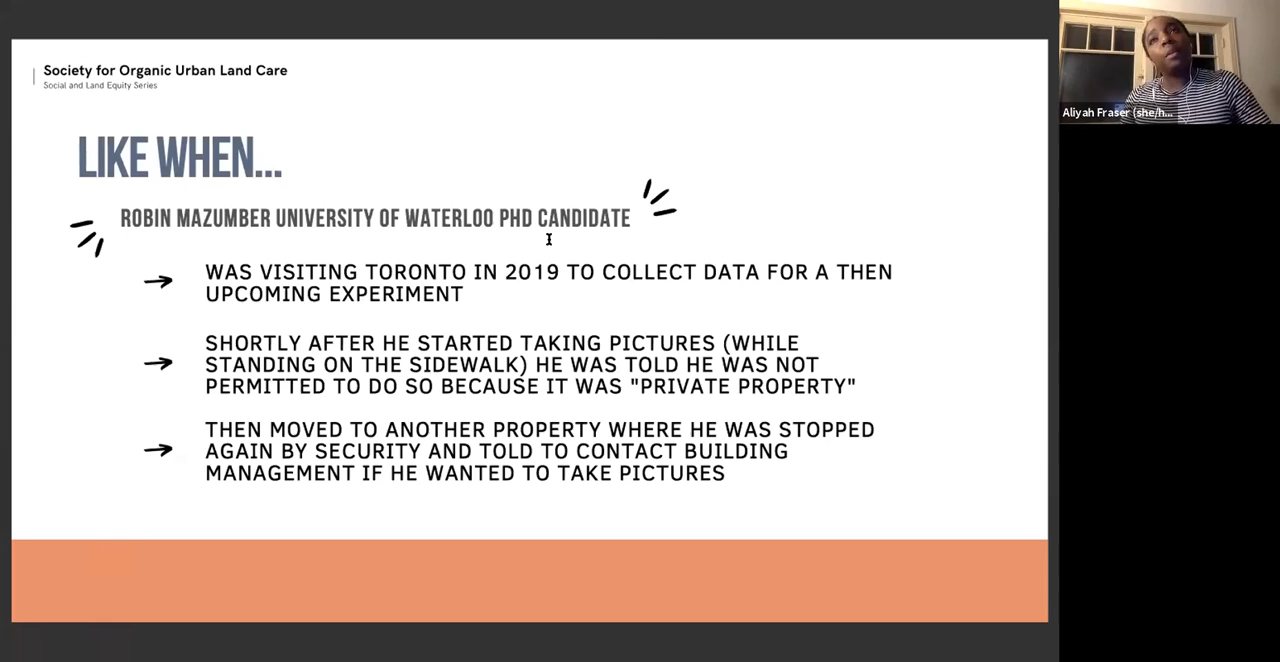 Society for Organic Urban Land Care
Social and Land Equity Series
LIKE WHEN...
ROBIN MAZUMBER UNIVERSITY OF WATERLOO PHD CANDIDATE
WAS VISITING TORONTO IN 2019 TO COLLECT DATA FOR A THEN
UPCOMING EXPERIMENT
SHORTLY AFTER HE STARTED TAKING PICTURES (WHILE
STANDING ON THE SIDEWALK) HE WAS TOLD HE WAS NOT
PERMITTED TO DO SO BECAUSE IT WAS "PRIVATE PROPERTY"
THEN MOVED TO ANOTHER PROPERTY WHERE HE WAS STOPPED
AGAIN BY SECURITY AND TOLD TO CONTACT BUILDING
MANAGEMENT IF HE WANTED TO TAKE PICTURES
Aliyah Fraser (she/h...